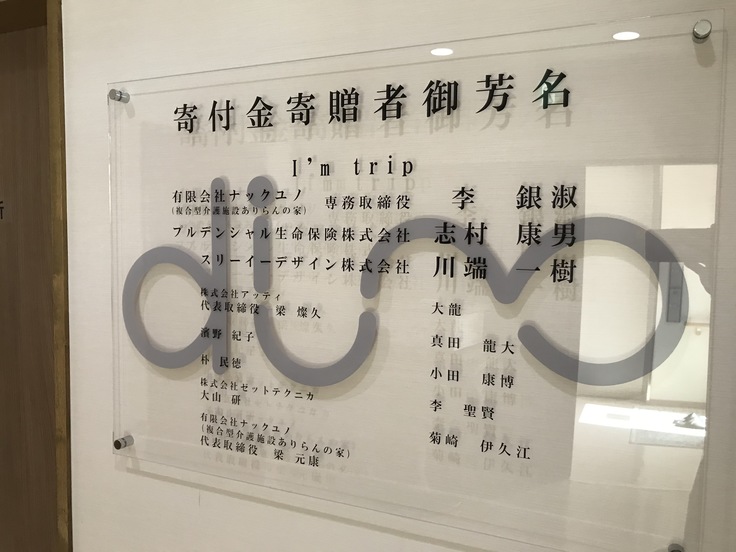 寄付金寄贈者御芳名
I'm trip
有限会社ナックユノ
(複合型介護施設ありらんの家)
専務取締役 李 銀淑
プルデンシャル生命保険株式会社 志村 康男
スリーイーデザイン株式会社 川端 一樹
株式会社アッティ
代表取締役 梁 燦久
濱野 紀子
朴 民徳
株式会社ゼットテクニカ
大山 研
有限会社ナックユノ
(複合型介護施設ありらんの家)
代表取締役 梁 元康
大龍
真田 龍大
小田 康博
李 聖賢
菊崎 伊久江